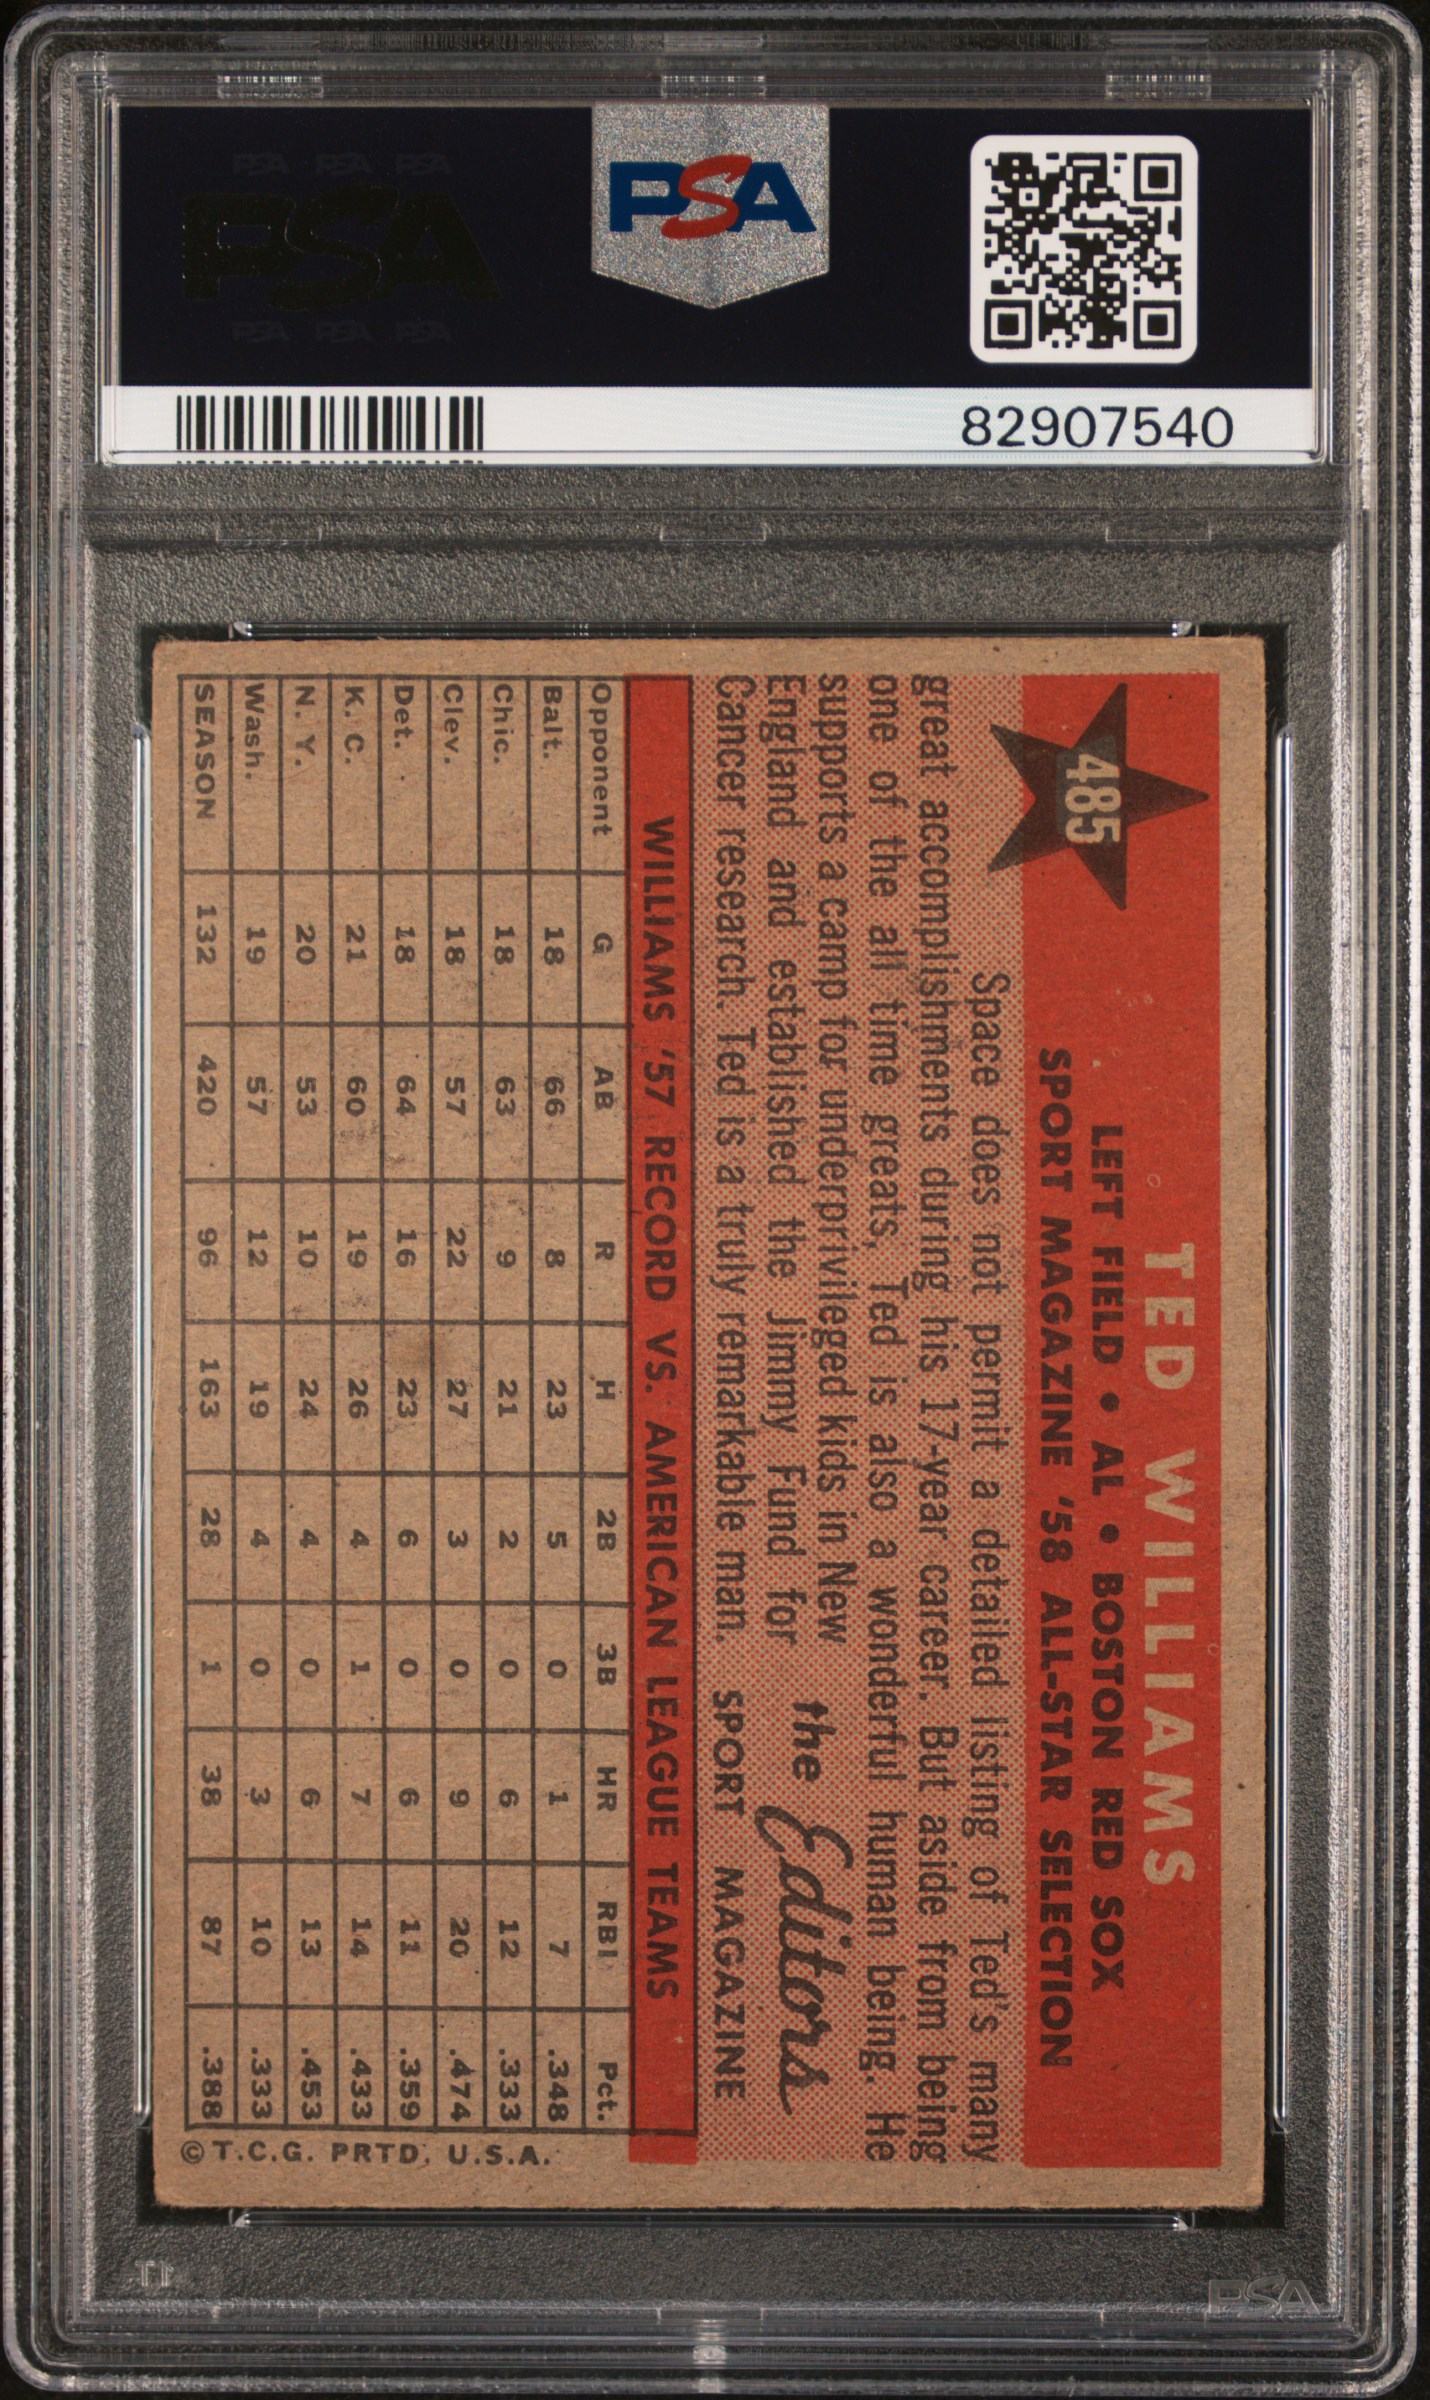 PSA PSA PSA
PSA
PSA PSA PSA
PSA
82907540
485
TED WILLIAMS
LEFT FIELD • AL • BOSTON RED SOX
SPORT MAGAZINE '58 ALL-STAR SELECTION
Space does not permit a detailed listing of Ted's many
great accomplishments during his 17-year career. But aside from being
one of the all time greats, Ted is also a wonderful human being. He
supports a camp for underprivileged kids in New
England and established the Jimmy Fund for
Cancer research. Ted is a truly remarkable man.
the Editors
SPORT MAGAZINE
WILLIAMS '57 RECORD VS. AMERICAN LEAGUE TEAMS
Opponent G AB R H 2B 3B HR RBI Pct.
Balt. 18 66 8 23 5 0 1 7 .348
Chic. 18 63 9 21 2 0 6 12 .333
Clev. 18 57 22 27 3 0 9 20 .474
Det. 18 64 16 23 6 0 6 11 .359
K. C. 21 60 19 26 4 1 7 14 .433
N. Y. 20 53 10 24 4 0 6 13 .453
Wash. 19 57 12 19 4 0 3 10 .333
SEASON 132 420 96 163 28 1 38 87 .388
© T.C.G. PRTD. U.S.A.
PSA